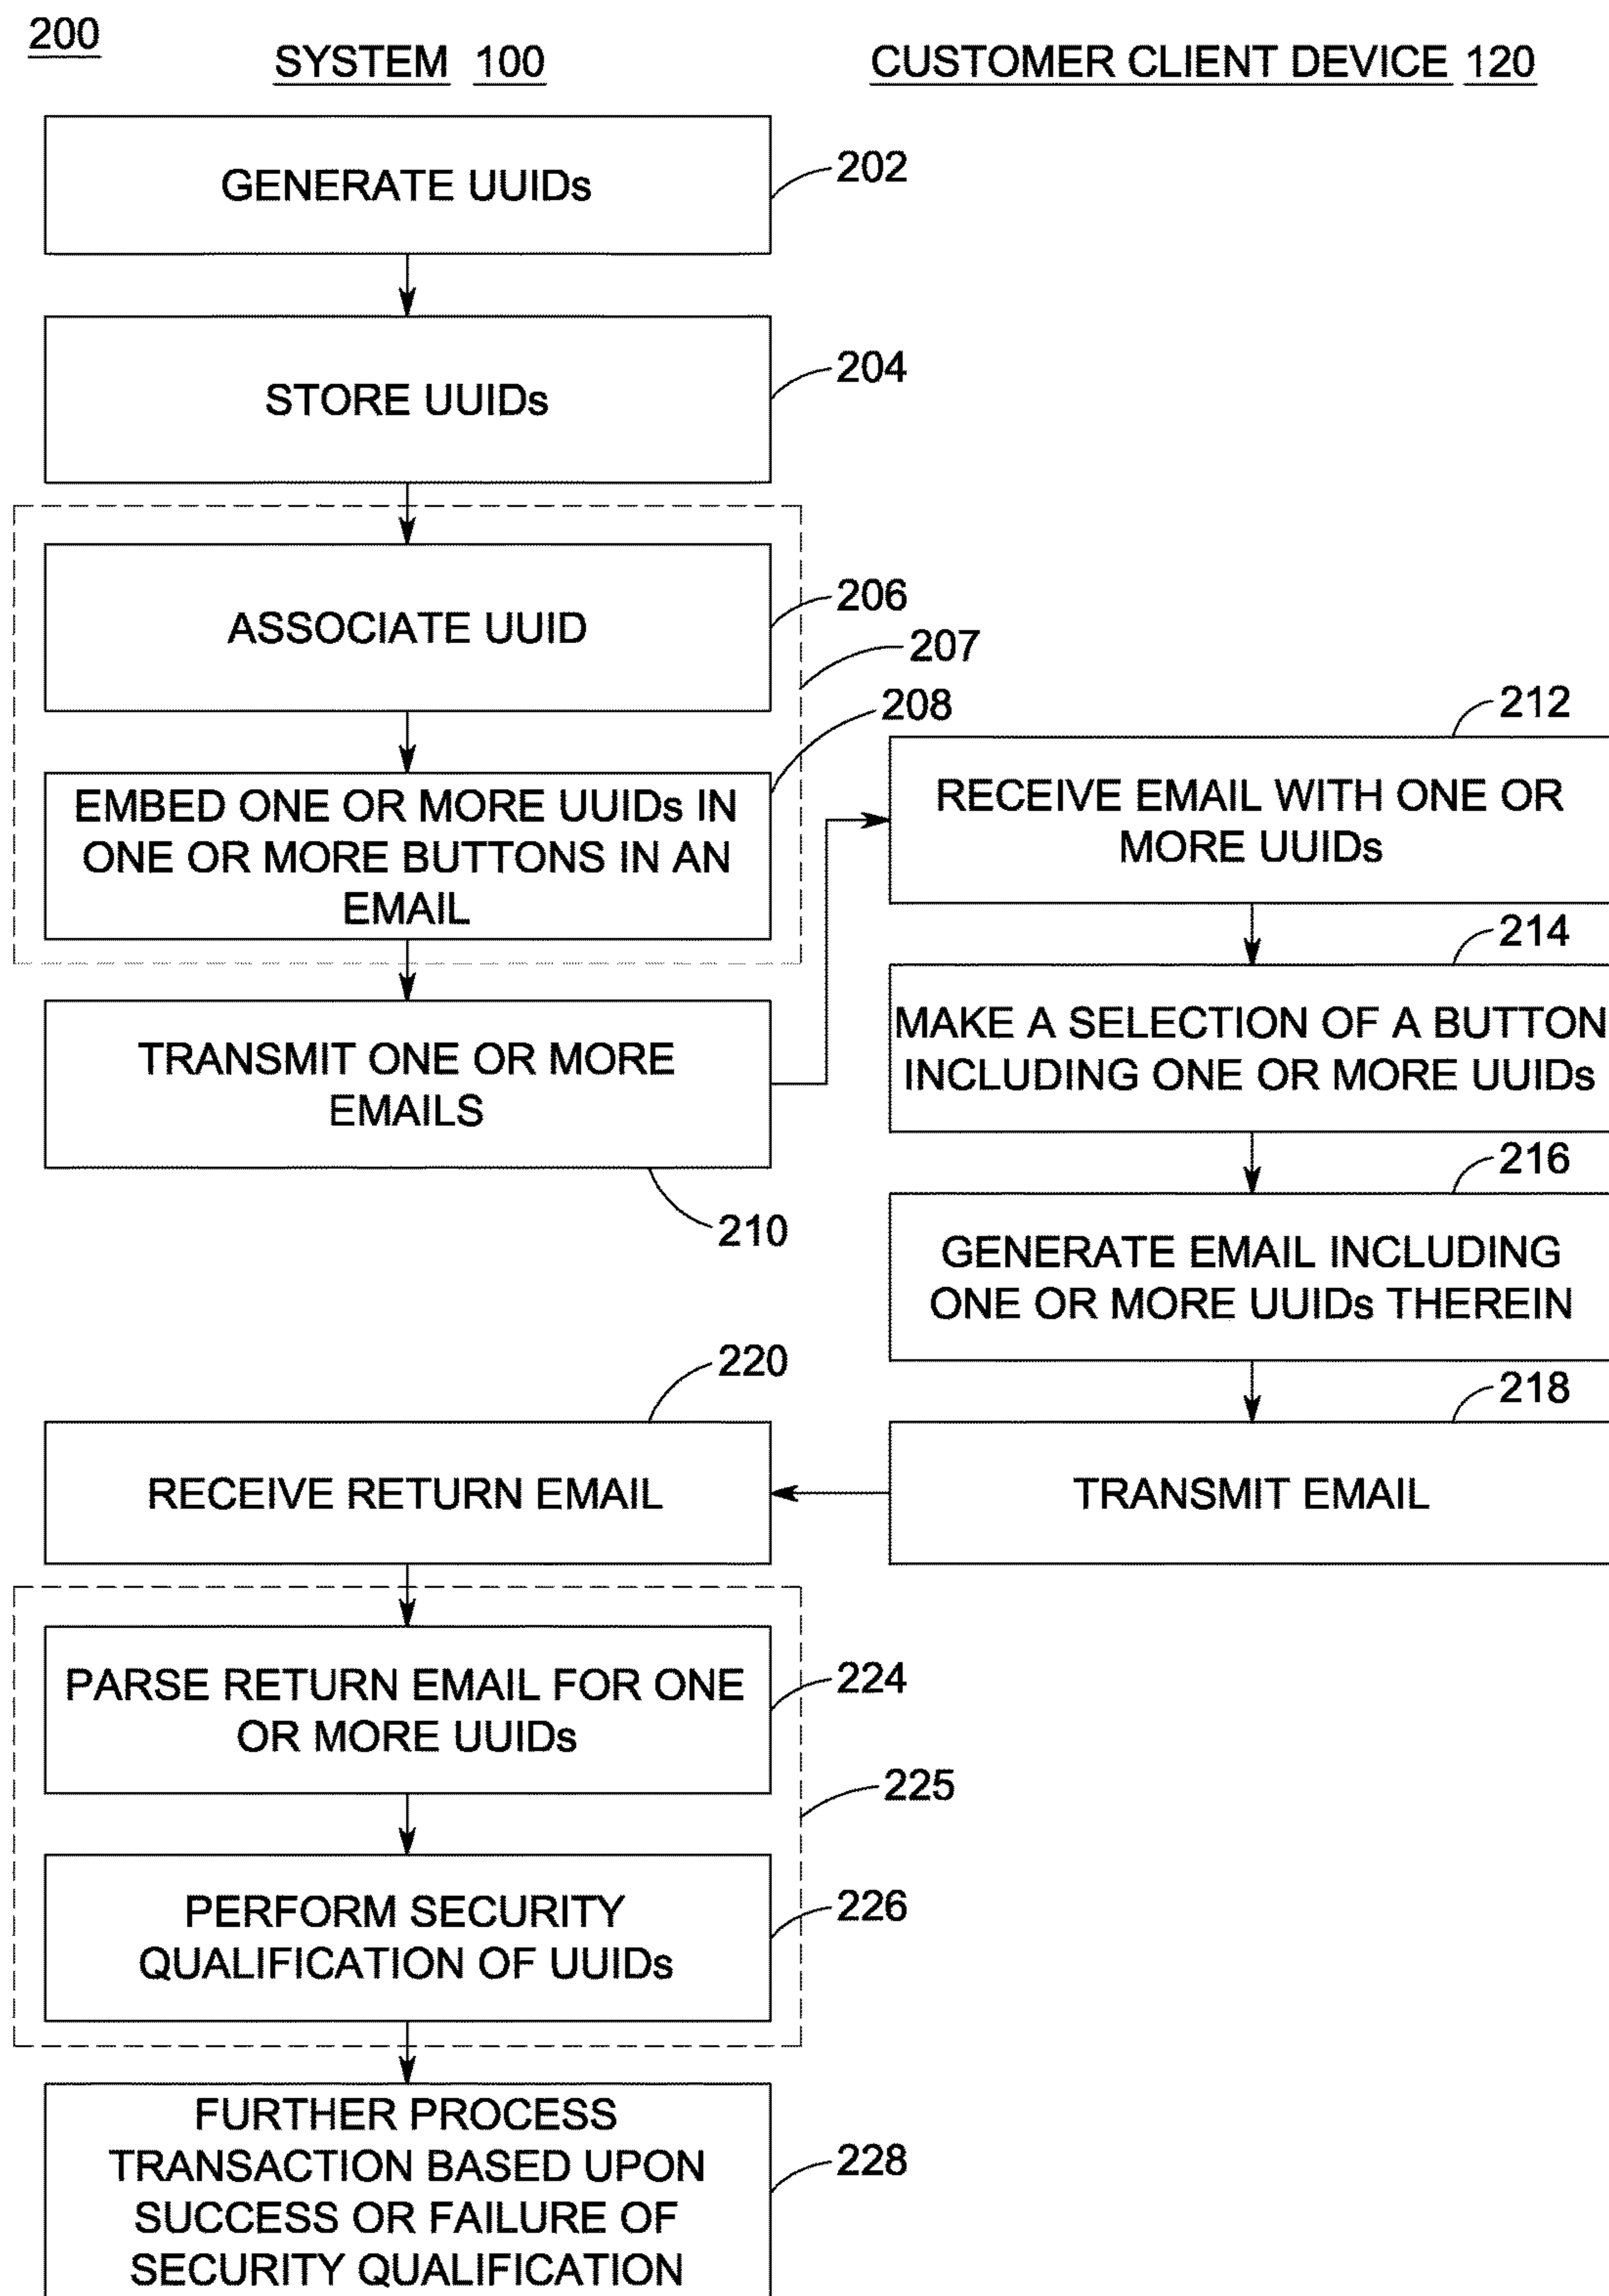 200
SYSTEM 100
CUSTOMER CLIENT DEVICE 120
GENERATE UUIDs
202
STORE UUIDs
204
ASSOCIATE UUID
206
207
208
EMBED ONE OR MORE UUIDs IN
ONE OR MORE BUTTONS IN AN
EMAIL
TRANSMIT ONE OR MORE
EMAILS
210
212
RECEIVE EMAIL WITH ONE OR
MORE UUIDs
214
MAKE A SELECTION OF A BUTTON
INCLUDING ONE OR MORE UUIDs
216
GENERATE EMAIL INCLUDING
ONE OR MORE UUIDs THEREIN
218
TRANSMIT EMAIL
220
RECEIVE RETURN EMAIL
PARSE RETURN EMAIL FOR ONE
OR MORE UUIDs
224
225
PERFORM SECURITY
QUALIFICATION OF UUIDs
226
FURTHER PROCESS
TRANSACTION BASED UPON
SUCCESS OR FAILURE OF
SECURITY QUALIFICATION
228